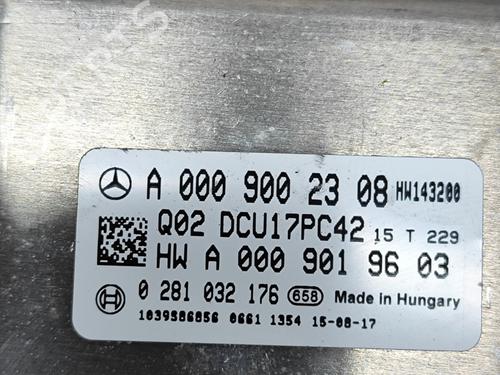 A 000 900 23 08 HW143200
Q02 DCU17PC42 15 T 229
HW A 000 901 96 03
0 281 032 176 658 Made in Hungary
1039S86856 0661 1354 15-08-17